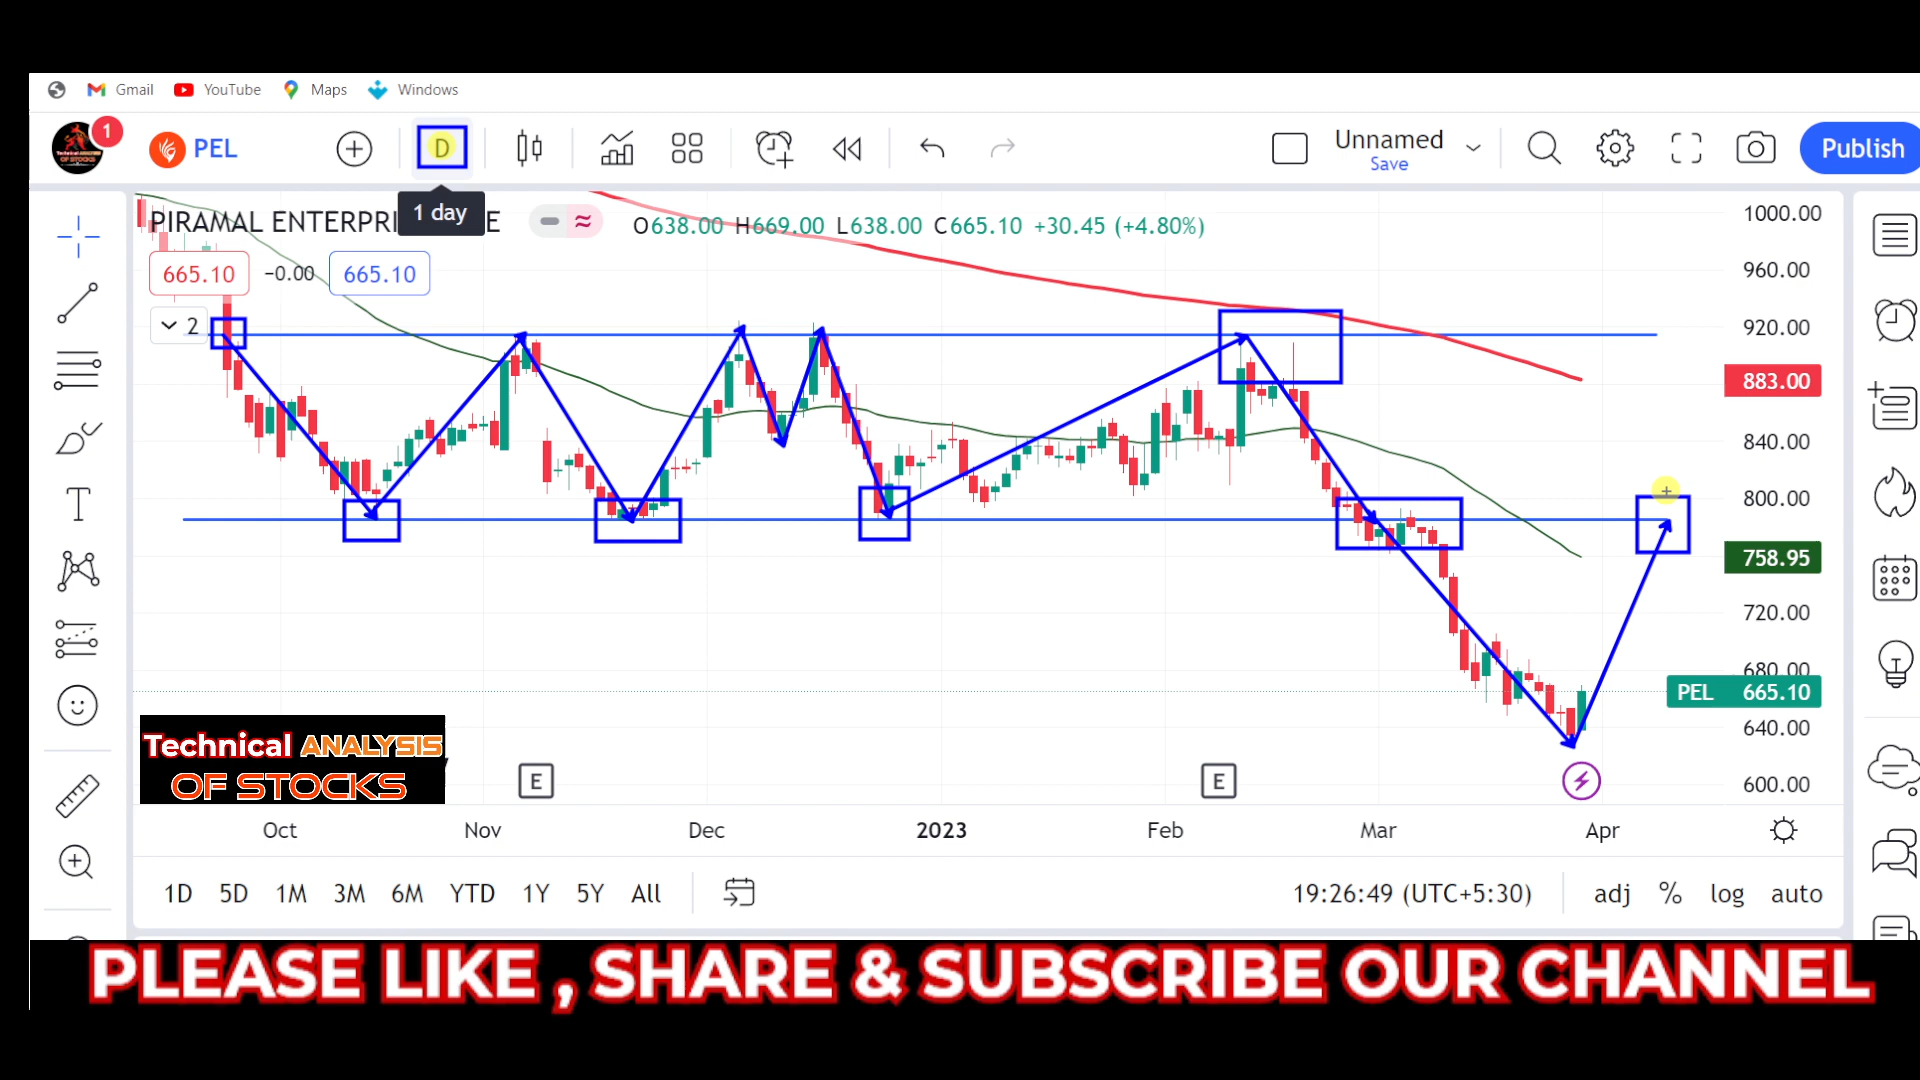 Gmail YouTube Maps Windows
1
PEL D Unnamed Publish
Save
1 day
PIRAMAL ENTERPRI E O638.00 H669.00 L638.00 C665.10 +30.45 (+4.80%)
665.10 −0.00 665.10
2
1000.00
960.00
920.00
883.00
840.00
800.00
758.95
720.00
680.00
PEL 665.10
640.00
600.00
Technical ANALYSIS
OF STOCKS
E E
Oct Nov Dec 2023 Feb Mar Apr
1D 5D 1M 3M 6M YTD 1Y 5Y All 19:26:49 (UTC+5:30) adj % log auto
PLEASE LIKE , SHARE & SUBSCRIBE OUR CHANNEL